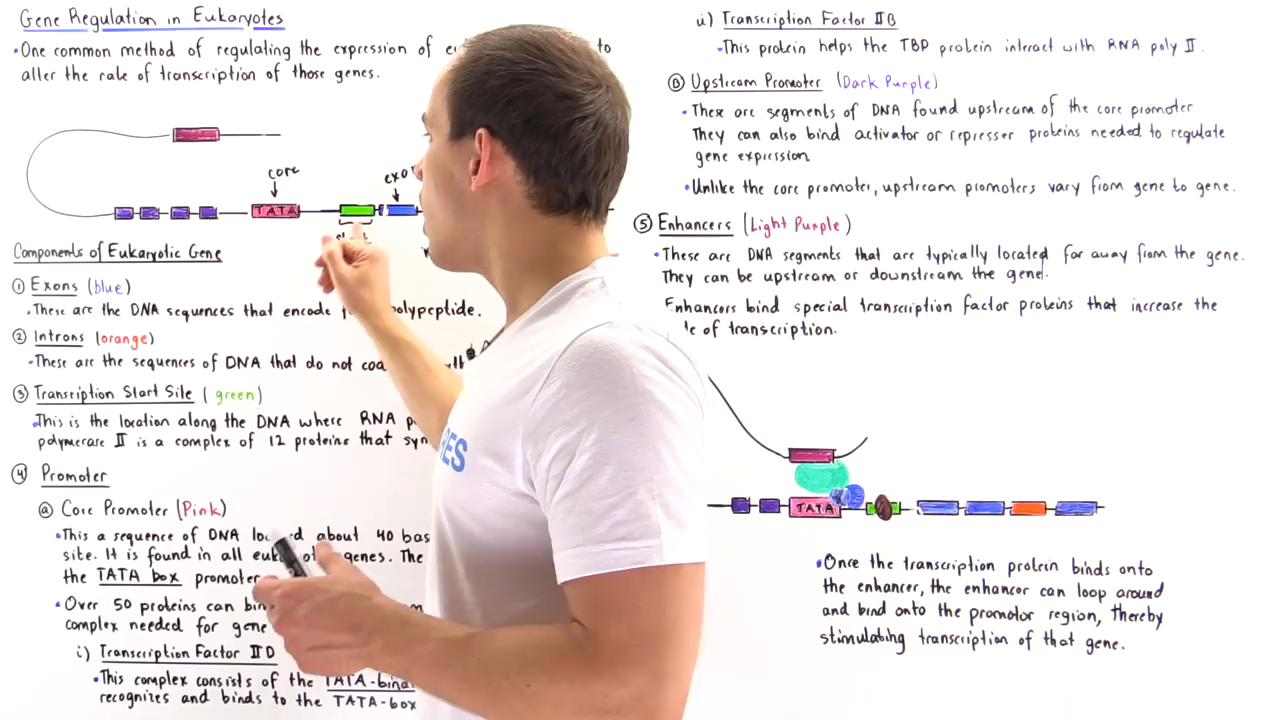 Gene Regulation in Eukaryotes
•One common method of regulating the expression of to
alter the rate of transcription of those genes.
core
exo
TATA
Components of Eukaryotic Gene
① Exons (blue)
•These are the DNA sequences that encode polypeptide.
② Introns (orange)
•These are the sequences of DNA that do not
③ Transcription Start Site (green)
•This is the location along the DNA where RNA
polymerase II is a complex of 12 proteins that
④ Promoter
ⓐ Core Promoter (Pink)
•This a sequence of DNA about 40
site. It is found in all genes. The
the TATA box promoter
•Over 50 proteins can
complex needed for gene
i) Transcription Factor II D
•This complex consists of the TATA-
recognizes and binds to the TATA-box
ii) Transcription Factor II B
•This protein helps the TBP protein interact with RNA poly II.
Ⓑ Upstream Promoter (Dark Purple)
•These are segments of DNA found upstream of the core promoter
They can also bind activator or represser proteins needed to regulate
gene expression
•Unlike the core promoter, upstream promoters vary from gene to gene.
⑤ Enhancers (Light Purple)
•These are DNA segments that are typically located far away from the gene.
They can be upstream or downstream the gene.
Enhancers bind special transcription factor proteins that increase the
of transcription.
TATA
•Once the transcription protein binds onto
the enhancer, the enhancer can loop around
and bind onto the promotor region, thereby
stimulating transcription of that gene.